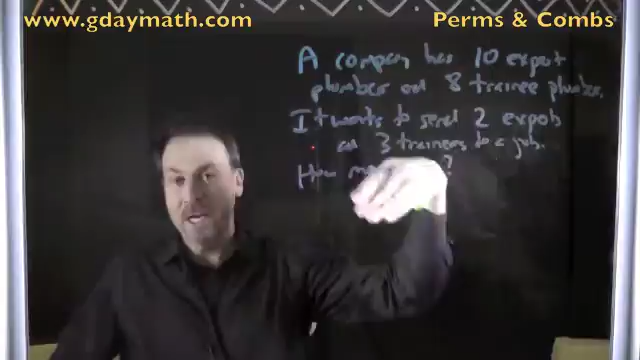 www.gdaymath.com
Perms & Combs
A company has 10 expert
plumbers and 8 trainee plumbers.
It wants to send 2 experts
and 3 trainees to a job.
How ?